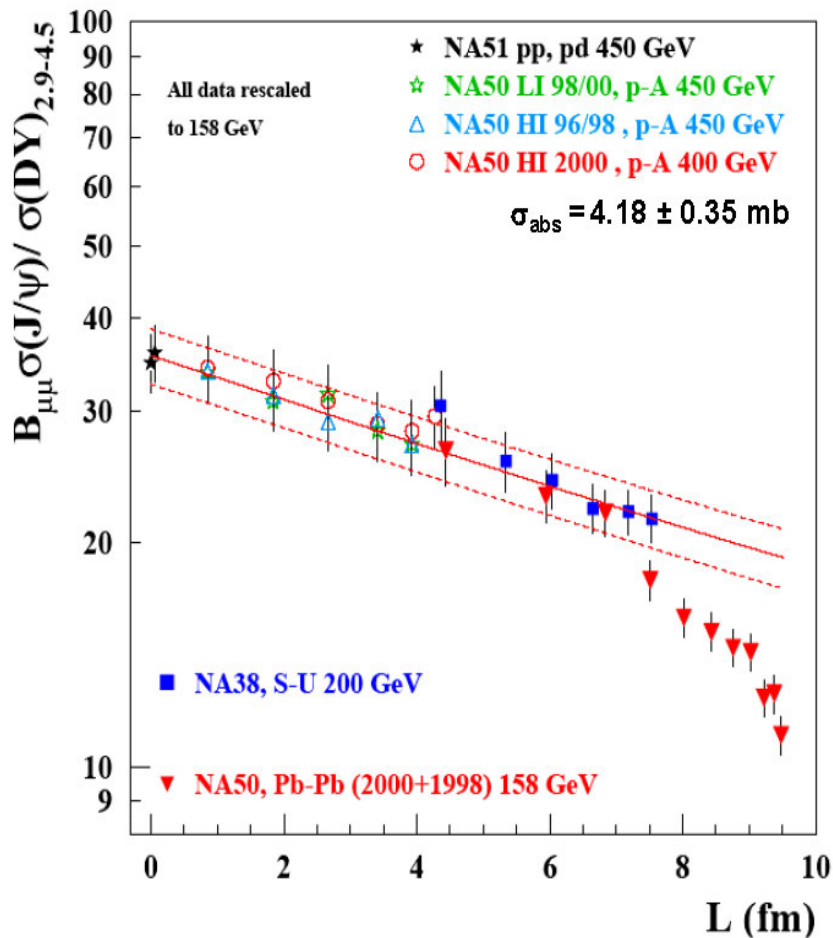 B_μμ σ(J/ψ)/ σ(DY)_2.9-4.5
100
90
80
70
60
50
40
30
20
10
9
All data rescaled
to 158 GeV
NA51 pp, pd 450 GeV
NA50 LI 98/00, p-A 450 GeV
NA50 HI 96/98 , p-A 450 GeV
NA50 HI 2000 , p-A 400 GeV
σ_abs = 4.18 ± 0.35 mb
NA38, S-U 200 GeV
NA50, Pb-Pb (2000+1998) 158 GeV
0 2 4 6 8 10
L (fm)